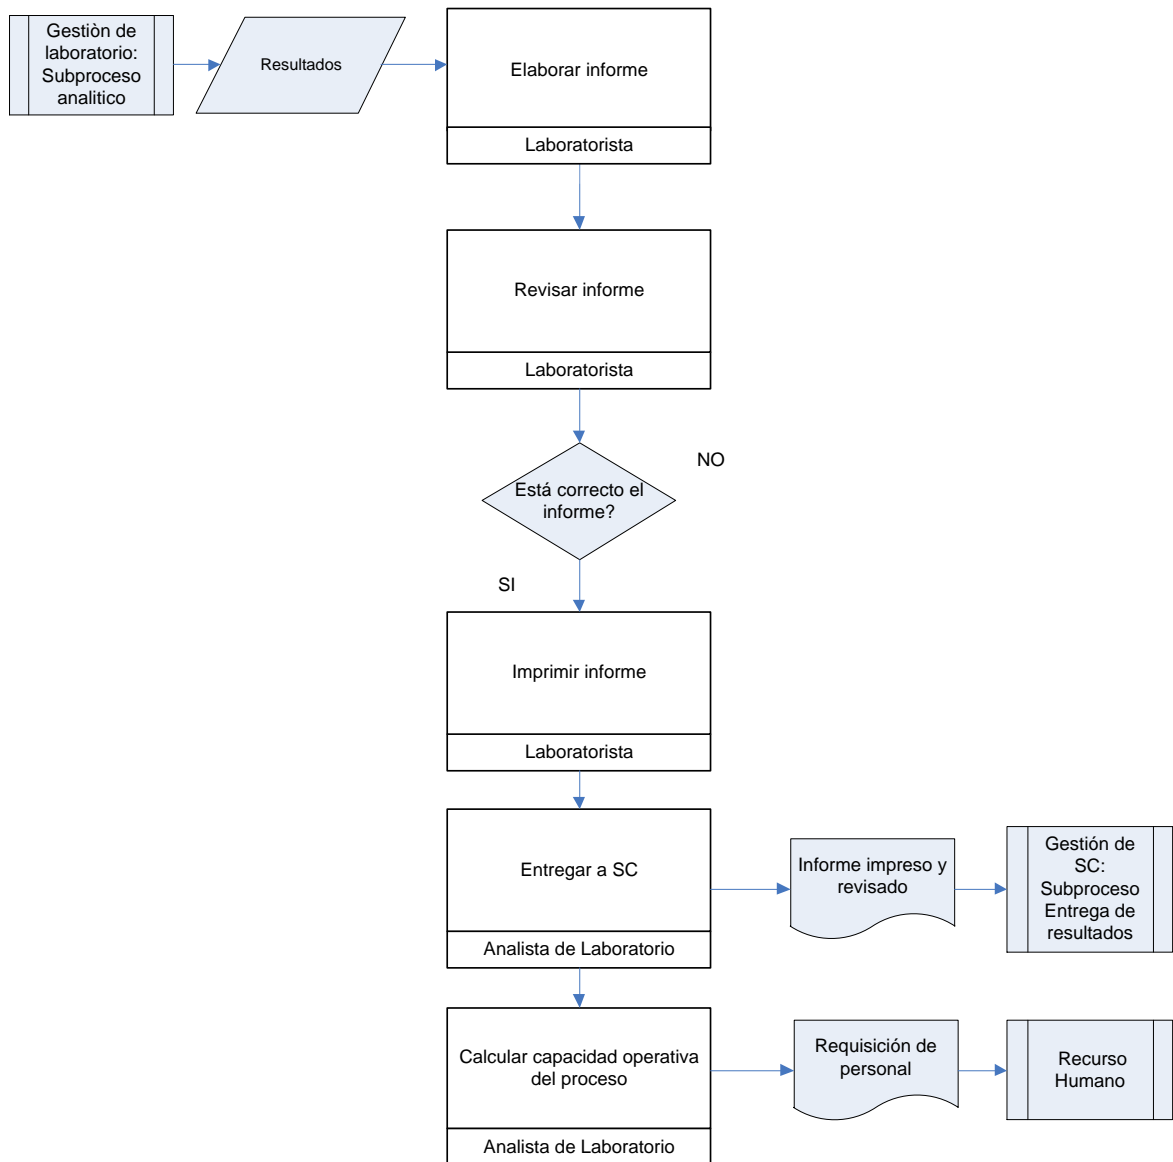 Gestiòn de
laboratorio:
Subproceso
analitico
Resultados
Elaborar informe
Laboratorista
Revisar informe
Laboratorista
NO
Está correcto el
informe?
SI
Imprimir informe
Laboratorista
Entregar a SC
Analista de Laboratorio
Informe impreso y
revisado
Gestión de
SC:
Subproceso
Entrega de
resultados
Calcular capacidad operativa
del proceso
Analista de Laboratorio
Requisición de
personal
Recurso
Humano